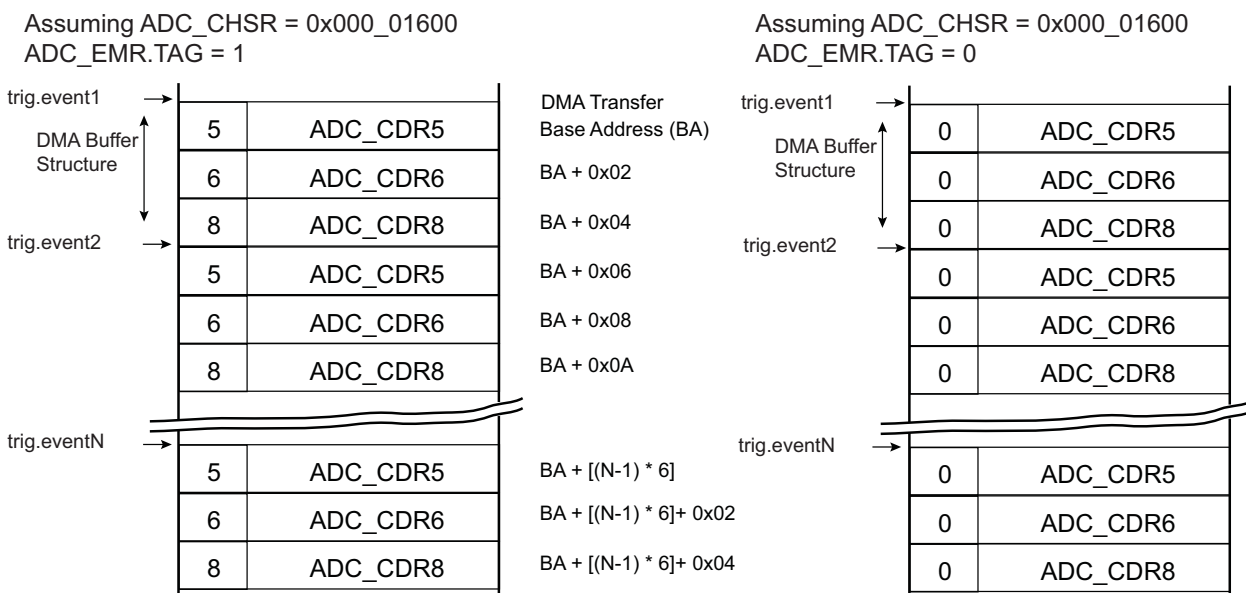 Assuming ADC_CHSR = 0x000_01600
ADC_EMR.TAG = 1
trig.event1
DMA Buffer
Structure
5 ADC_CDR5
6 ADC_CDR6
8 ADC_CDR8
trig.event2
5 ADC_CDR5
6 ADC_CDR6
8 ADC_CDR8
trig.eventN
5 ADC_CDR5
6 ADC_CDR6
8 ADC_CDR8
DMA Transfer
Base Address (BA)
BA + 0x02
BA + 0x04
BA + 0x06
BA + 0x08
BA + 0x0A
BA + [(N-1) * 6]
BA + [(N-1) * 6]+ 0x02
BA + [(N-1) * 6]+ 0x04
Assuming ADC_CHSR = 0x000_01600
ADC_EMR.TAG = 0
trig.event1
DMA Buffer
Structure
0 ADC_CDR5
0 ADC_CDR6
0 ADC_CDR8
trig.event2
0 ADC_CDR5
0 ADC_CDR6
0 ADC_CDR8
trig.eventN
0 ADC_CDR5
0 ADC_CDR6
0 ADC_CDR8